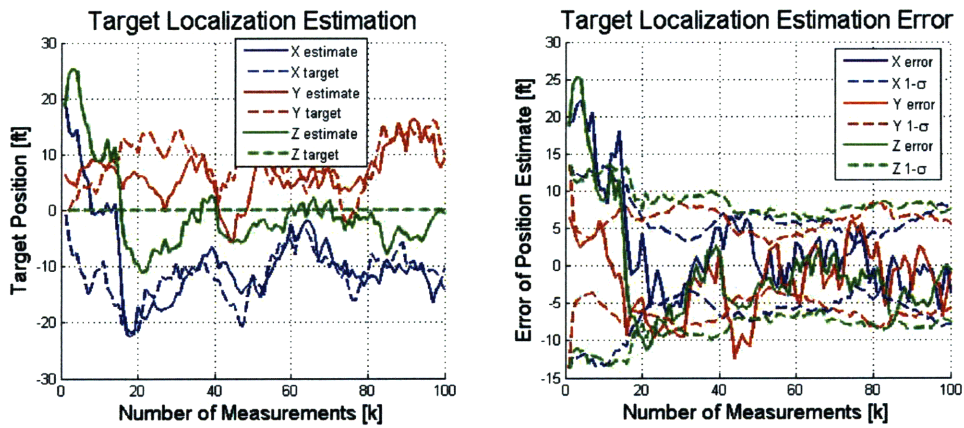 Target Localization Estimation
Target Position [ft]
30
20
10
0
-10
-20
-30
X estimate
X target
Y estimate
Y target
Z estimate
Z target
0
20
40
60
80
100
Number of Measurements [k]
Target Localization Estimation Error
Error of Position Estimate [ft]
30
25
20
15
10
5
0
-5
-10
-15
X error
X 1-σ
Y error
Y 1-σ
Z error
Z 1-σ
0
20
40
60
80
100
Number of Measurements [k]